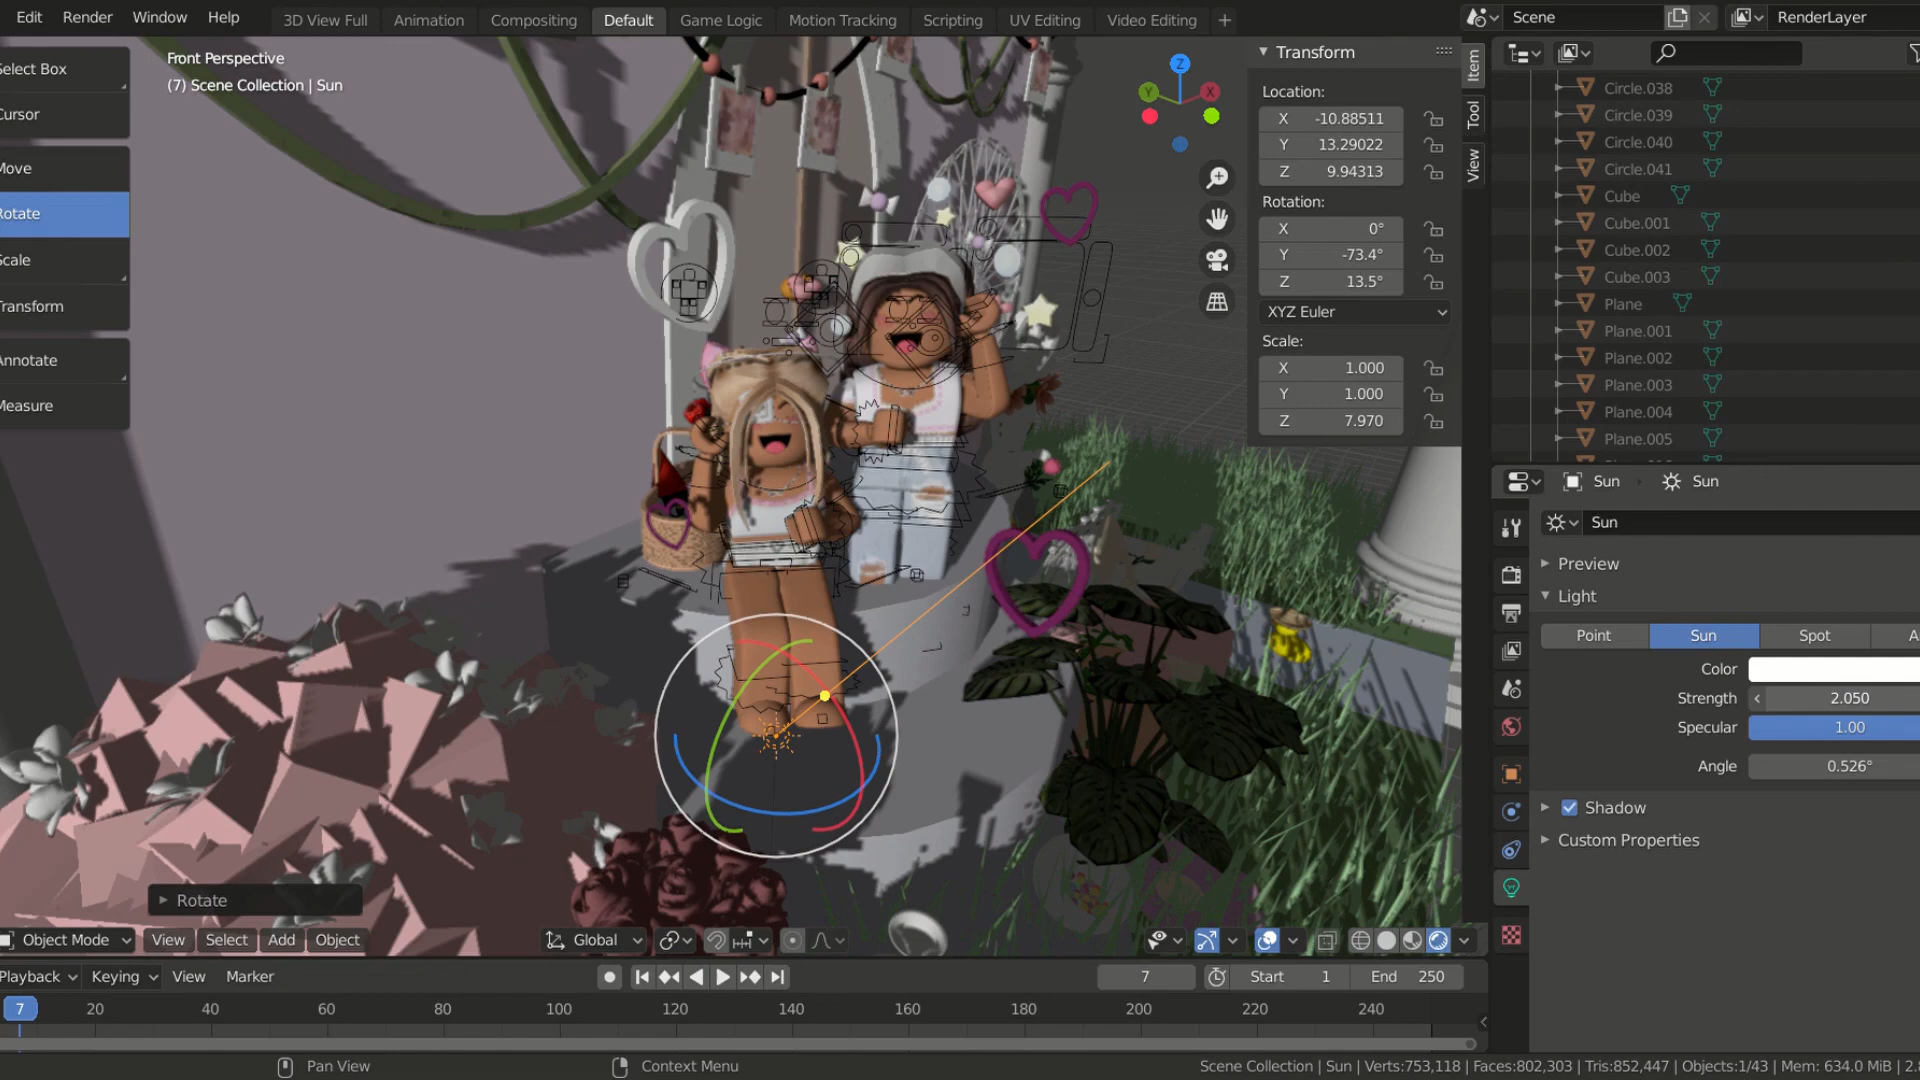 Edit Render Window Help 3D View Full Animation Compositing Default Game Logic Motion Tracking Scripting UV Editing Video Editing + Scene RenderLayer
Select Box
Cursor
Move
Rotate
Scale
Transform
Annotate
Measure
Front Perspective
(7) Scene Collection | Sun
Z
Y
X
Transform
Location:
X -10.88511
Y 13.29022
Z 9.94313
Rotation:
X 0°
Y -73.4°
Z 13.5°
XYZ Euler
Scale:
X 1.000
Y 1.000
Z 7.970
Item
Tool
View
Circle.038
Circle.039
Circle.040
Circle.041
Cube
Cube.001
Cube.002
Cube.003
Plane
Plane.001
Plane.002
Plane.003
Plane.004
Plane.005
Sun Sun
Sun
Preview
Light
Point Sun Spot A
Color
Strength 2.050
Specular 1.00
Angle 0.526°
Shadow
Custom Properties
Rotate
Object Mode View Select Add Object Global
Playback Keying View Marker 7 Start 1 End 250
7 20 40 60 80 100 120 140 160 180 200 220 240
Pan View Context Menu Scene Collection | Sun | Verts:753,118 | Faces:802,303 | Tris:852,447 | Objects:1/43 | Mem: 634.0 MiB | 2.